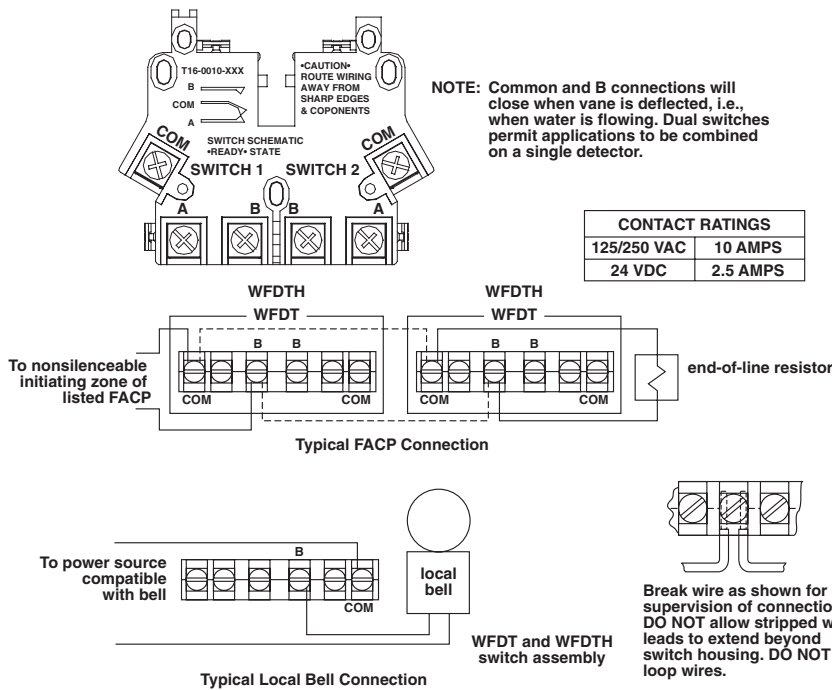 T16-0010-XXX
B
COM
A
SWITCH SCHEMATIC
•READY• STATE
•CAUTION•
ROUTE WIRING
AWAY FROM
SHARP EDGES
& COPONENTS
COM
SWITCH 1
SWITCH 2
COM
A
B
B
A
NOTE: Common and B connections will
close when vane is deflected, i.e.,
when water is flowing. Dual switches
permit applications to be combined
on a single detector.
CONTACT RATINGS
125/250 VAC 10 AMPS
24 VDC 2.5 AMPS
WFDTH
WFDT
B B
COM COM
WFDTH
WFDT
B B
COM COM
To nonsilenceable
initiating zone of
listed FACP
end-of-line resistor
Typical FACP Connection
To power source
compatible
with bell
B
COM
local
bell
WFDT and WFDTH
switch assembly
Typical Local Bell Connection
Break wire as shown for
supervision of
DO NOT allow stripped
leads to extend beyond
switch housing. DO NOT
loop wires.